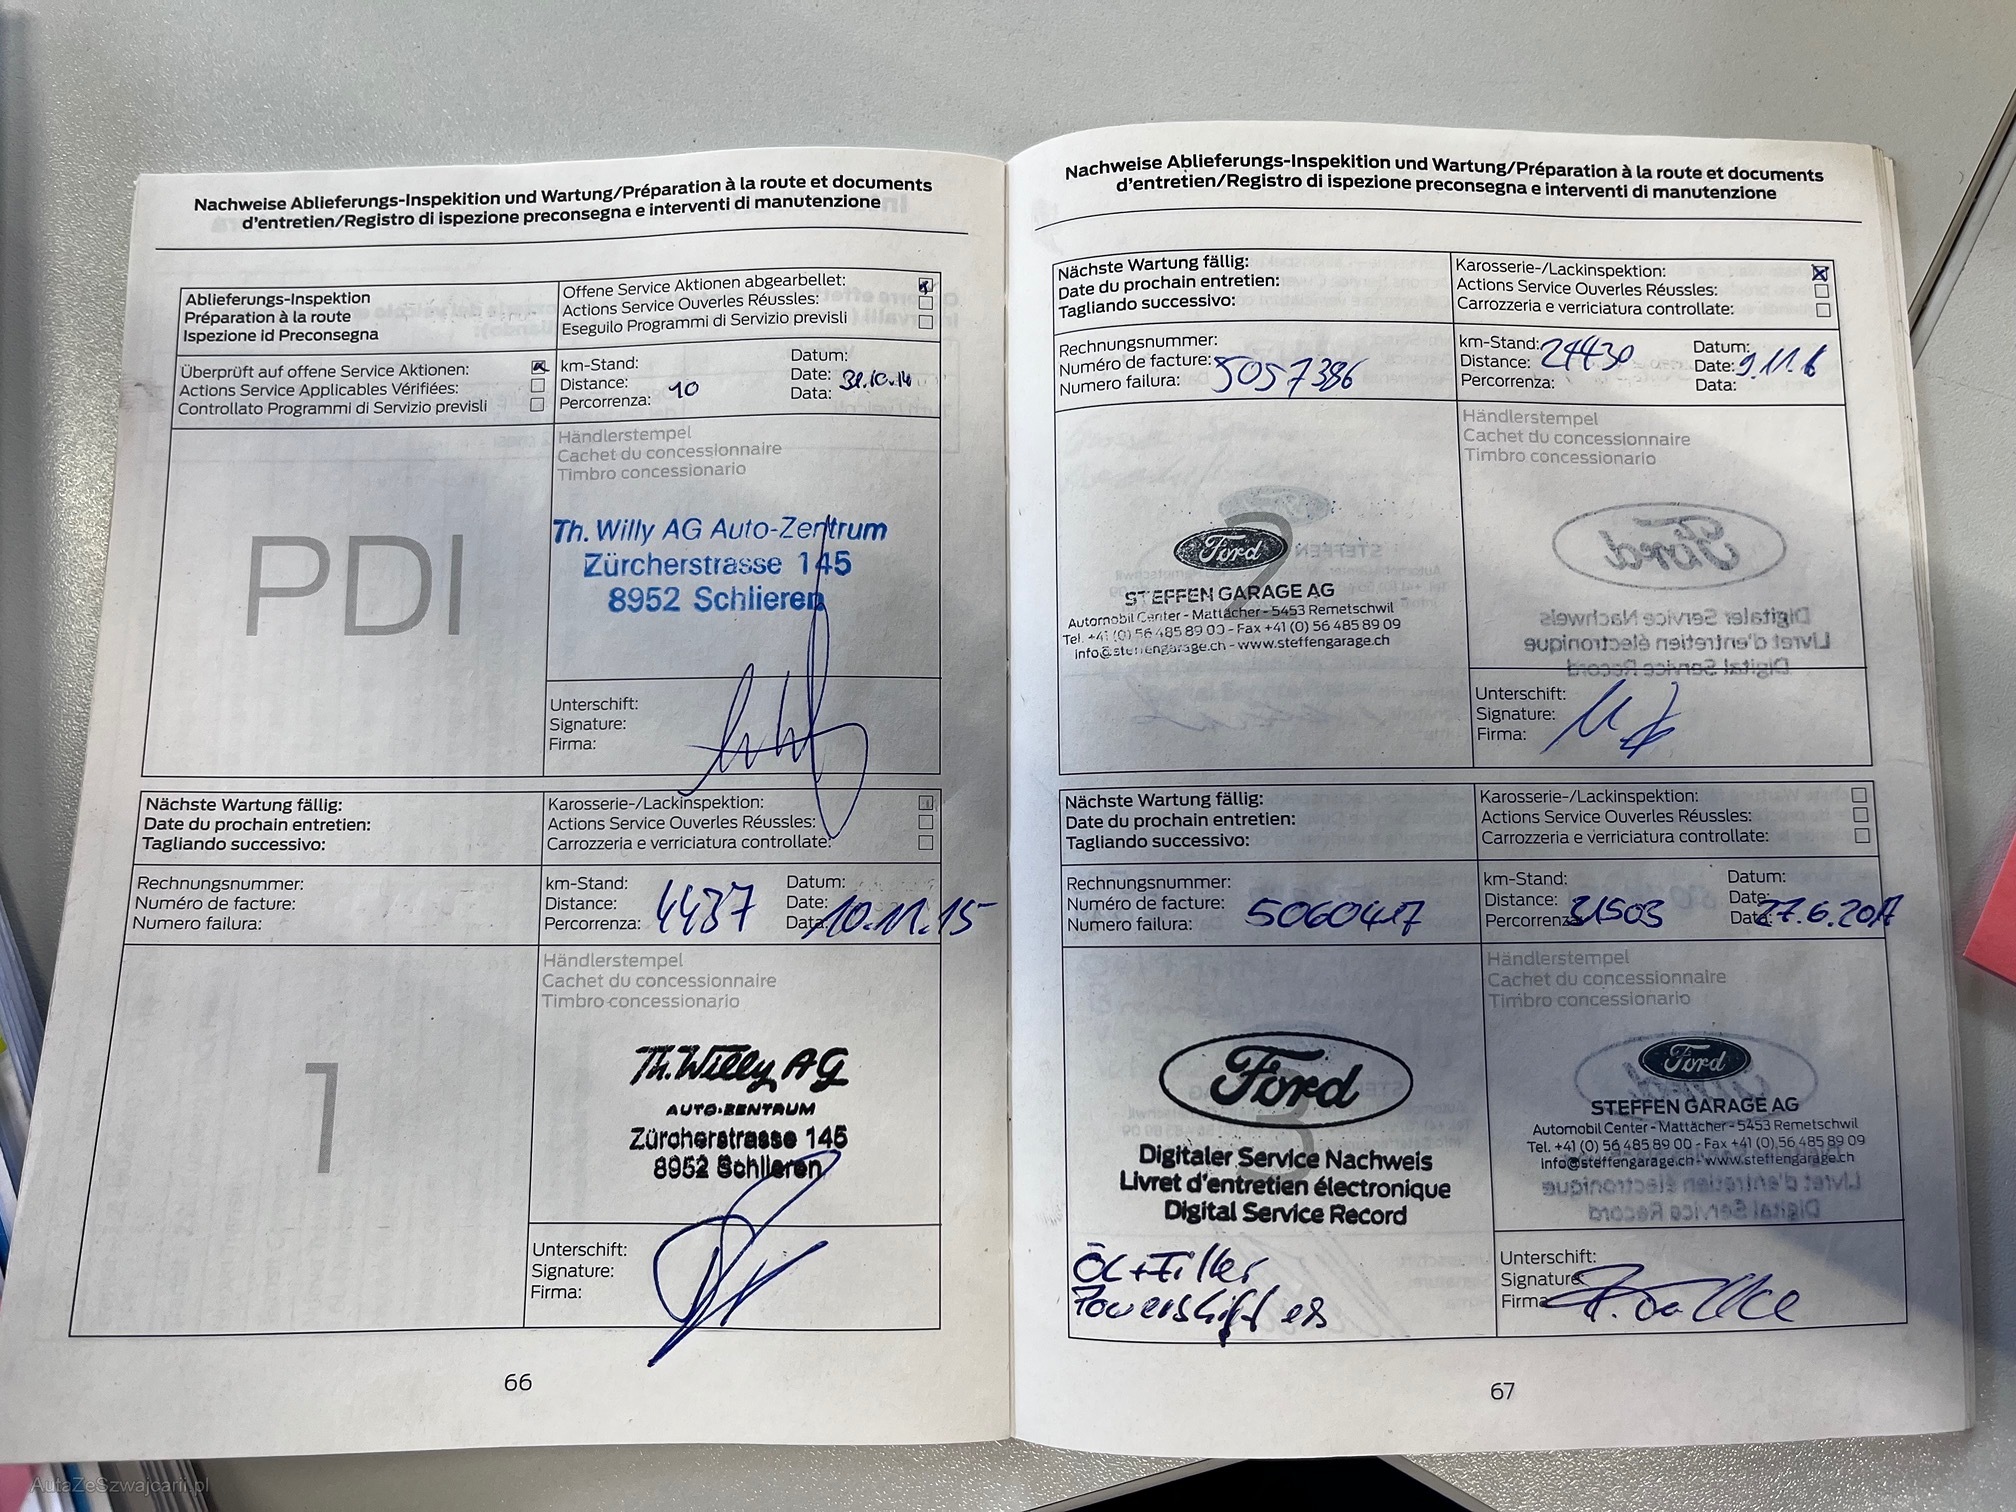 Nachweise Ablieferungs-Inspekition und Wartung/Préparation à la route et documents
d'entretien/Registro di ispezione preconsegna e interventi di manutenzione
Ablieferungs-Inspektion
Préparation à la route
Ispezione id Preconsegna
Offene Service Aktionen abgearbellet:
Actions Service Ouverles Réussles:
Eseguilo Programmi di Servizio previsli
Überprüft auf offene Service Aktionen:
Actions Service Applicables Vérifiées:
Controllato Programmi di Servizio previsli
km-Stand:
Distance:
Percorrenza: 10
Datum:
Date: 31.10.14
Data:
PDI
Händlerstempel
Cachet du concessionnaire
Timbro concessionario
Th. Willy AG Auto-Zentrum
Zürcherstrasse 145
8952 Schlieren
Unterschift:
Signature:
Firma:
Nächste Wartung fällig:
Date du prochain entretien:
Tagliando successivo:
Karosserie-/Lackinspektion:
Actions Service Ouverles Réussles:
Carrozzeria e verriciatura controllate:
Rechnungsnummer:
Numéro de facture:
Numero failura:
km-Stand:
Distance: 4437
Percorrenza:
Datum:
Date: 10.11.15
Data:
1
Händlerstempel
Cachet du concessionnaire
Timbro concessionario
Th. Willy AG
AUTO-ZENTRUM
Zürcherstrasse 145
8952 Schlieren
Unterschift:
Signature:
Firma:
66
Nachweise Ablieferungs-Inspekition und Wartung/Préparation à la route et documents
d'entretien/Registro di ispezione preconsegna e interventi di manutenzione
Nächste Wartung fällig:
Date du prochain entretien:
Tagliando successivo:
Karosserie-/Lackinspektion:
Actions Service Ouverles Réussles:
Carrozzeria e verriciatura controllate:
Rechnungsnummer:
Numéro de facture: 5057386
Numero failura:
km-Stand: 24430
Distance:
Percorrenza:
Datum:
Date: 9.11.16
Data:
2
Ford
STEFFEN GARAGE AG
Automobil Center - Mattächer - 5453 Remetschwil
Tel. +41 (0) 56 485 89 00 - Fax +41 (0) 56 485 89 09
info@steffengarage.ch - www.steffengarage.ch
Händlerstempel
Cachet du concessionnaire
Timbro concessionario
Unterschift:
Signature:
Firma:
Nächste Wartung fällig:
Date du prochain entretien:
Tagliando successivo:
Karosserie-/Lackinspektion:
Actions Service Ouverles Réussles:
Carrozzeria e verriciatura controllate:
Rechnungsnummer:
Numéro de facture: 5060417
Numero failura:
km-Stand:
Distance: 31503
Percorrenza:
Datum:
Date: 27.6.2017
Data:
3
Ford
Digitaler Service Nachweis
Livret d'entretien électronique
Digital Service Record
Öl + Filter
Powershift ers
Händlerstempel
Cachet du concessionnaire
Timbro concessionario
Ford
STEFFEN GARAGE AG
Automobil Center - Mattächer - 5453 Remetschwil
Tel. +41 (0) 56 485 89 00 - Fax +41 (0) 56 485 89 09
info@steffengarage.ch - www.steffengarage.ch
Unterschift:
Signature:
Firma:
67
AutaZeSzwajcarii.pl